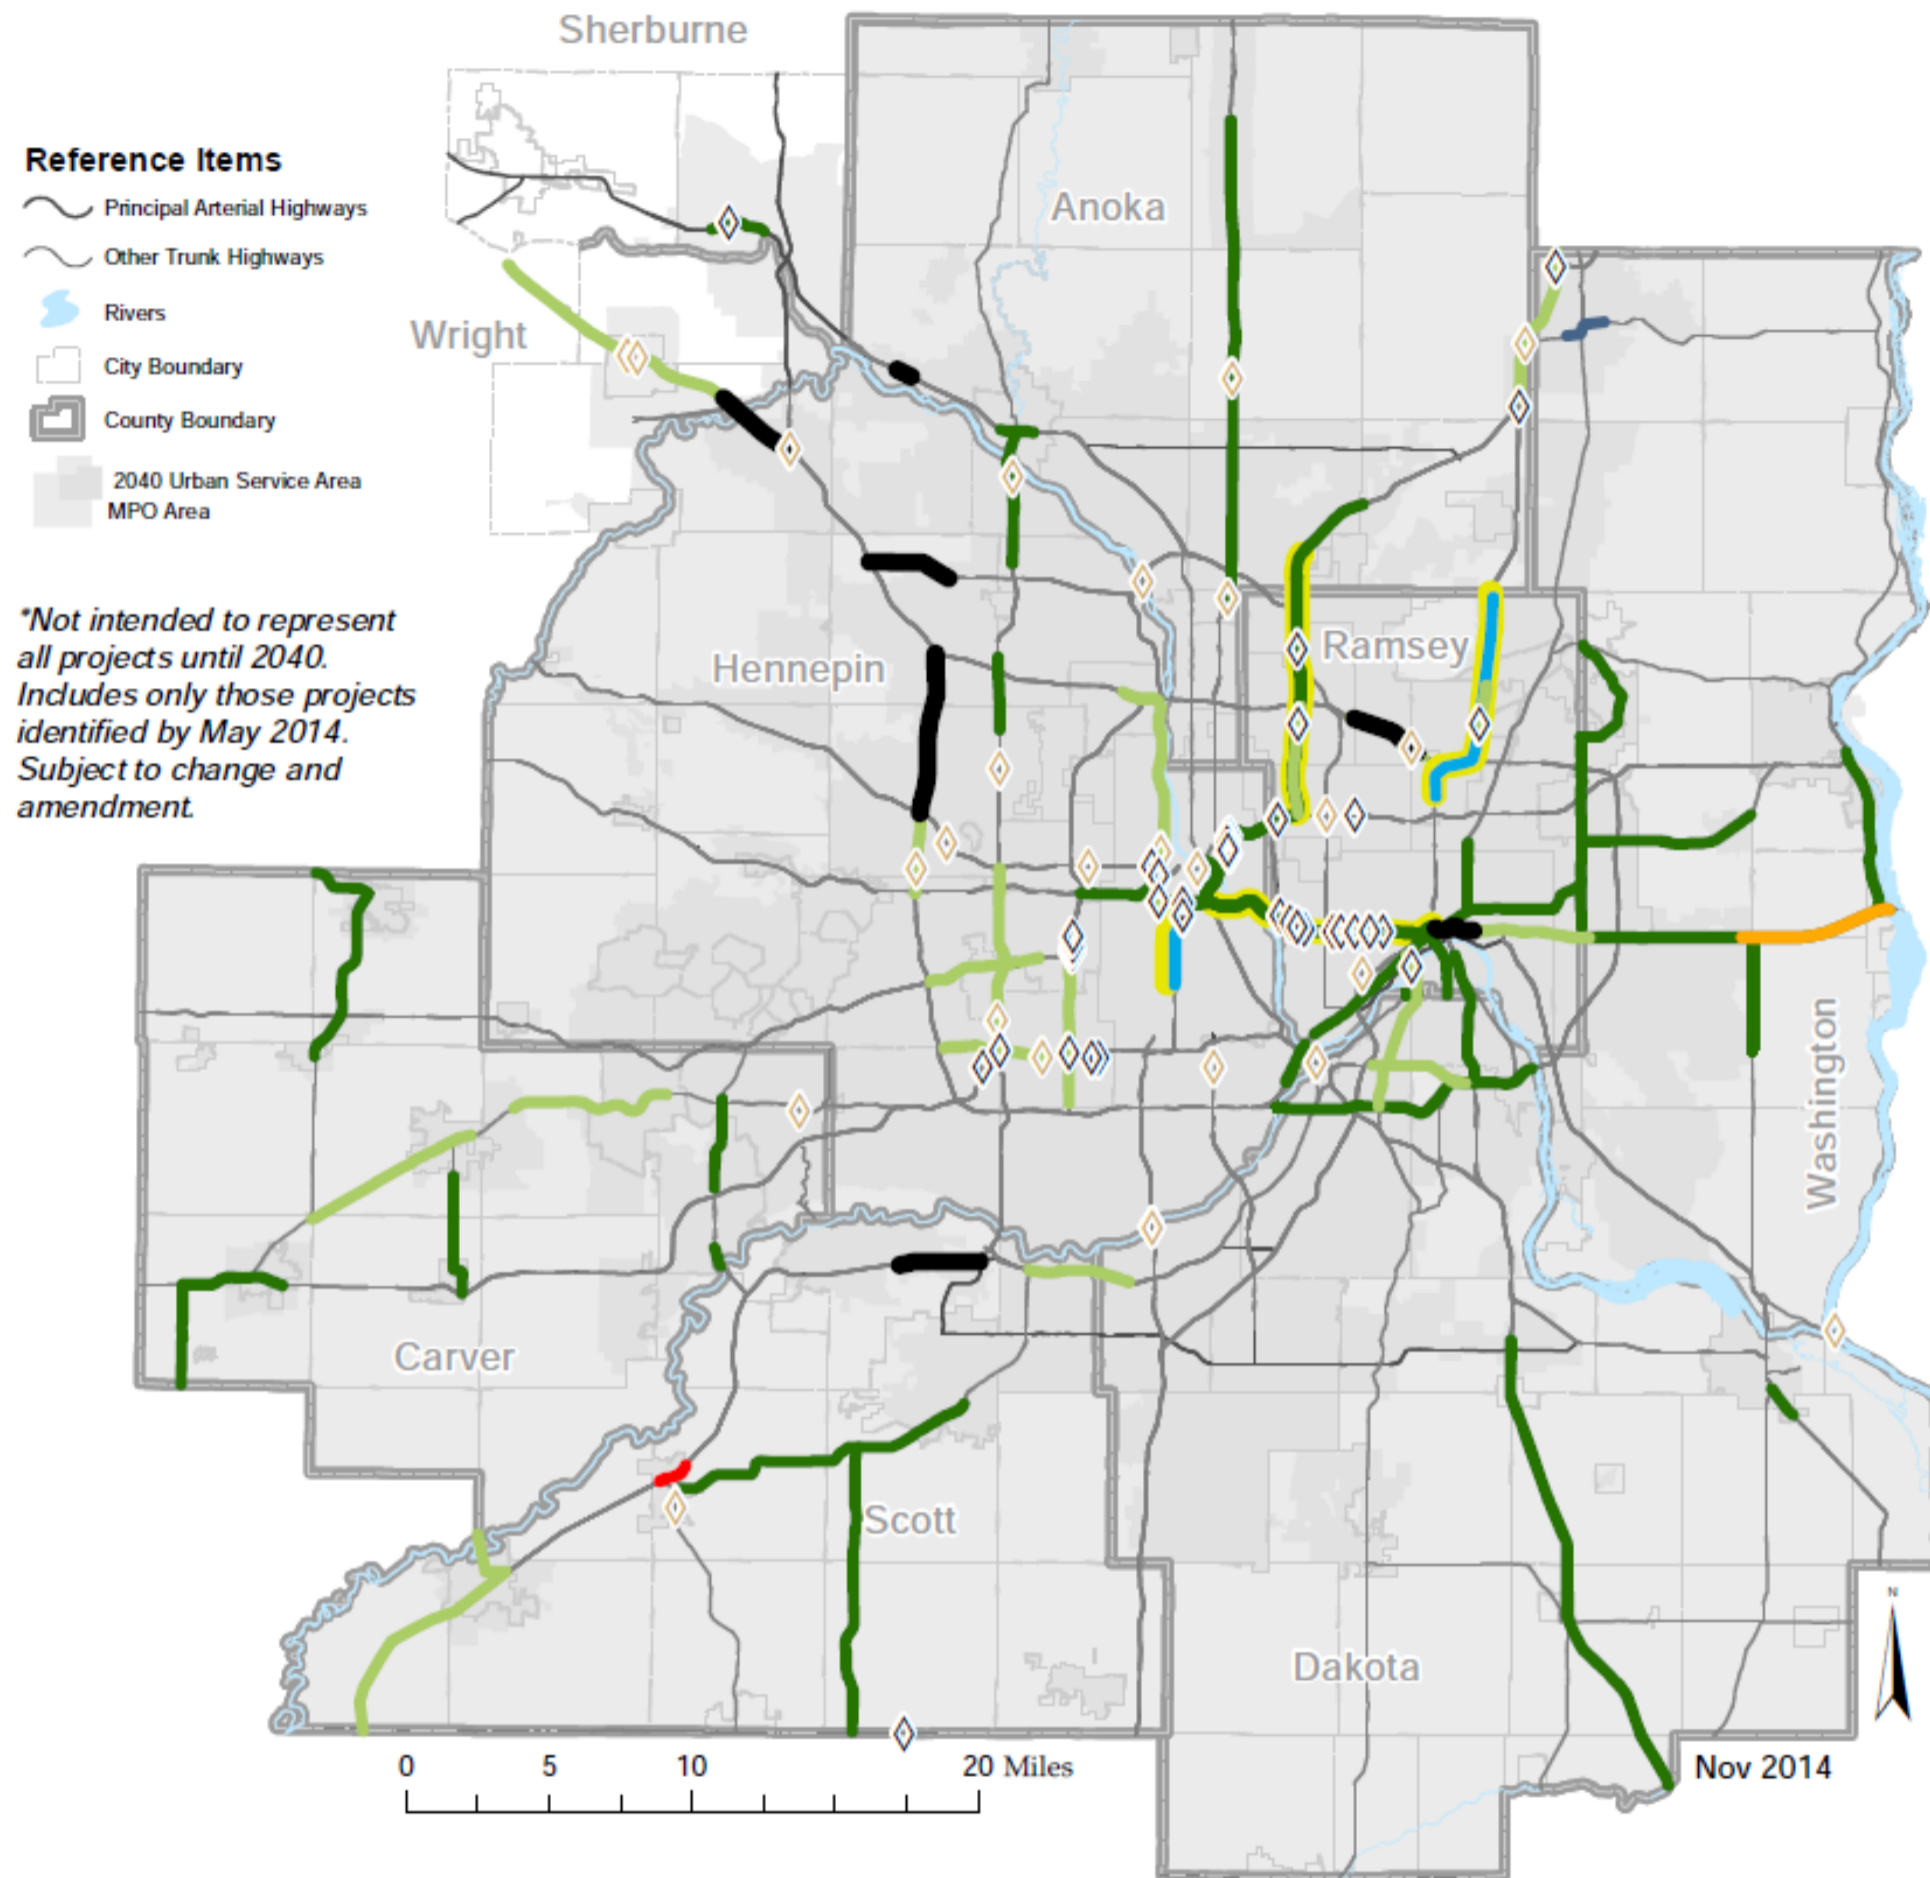 Sherburne
Reference Items
Principal Arterial Highways
Other Trunk Highways
Rivers
City Boundary
County Boundary
2040 Urban Service Area
MPO Area
*Not intended to represent
all projects until 2040.
Includes only those projects
identified by May 2014.
Subject to change and
amendment.
Anoka
Wright
Ramsey
Hennepin
Washington
Carver
Scott
Dakota
N
0 5 10 20 Miles
Nov 2014